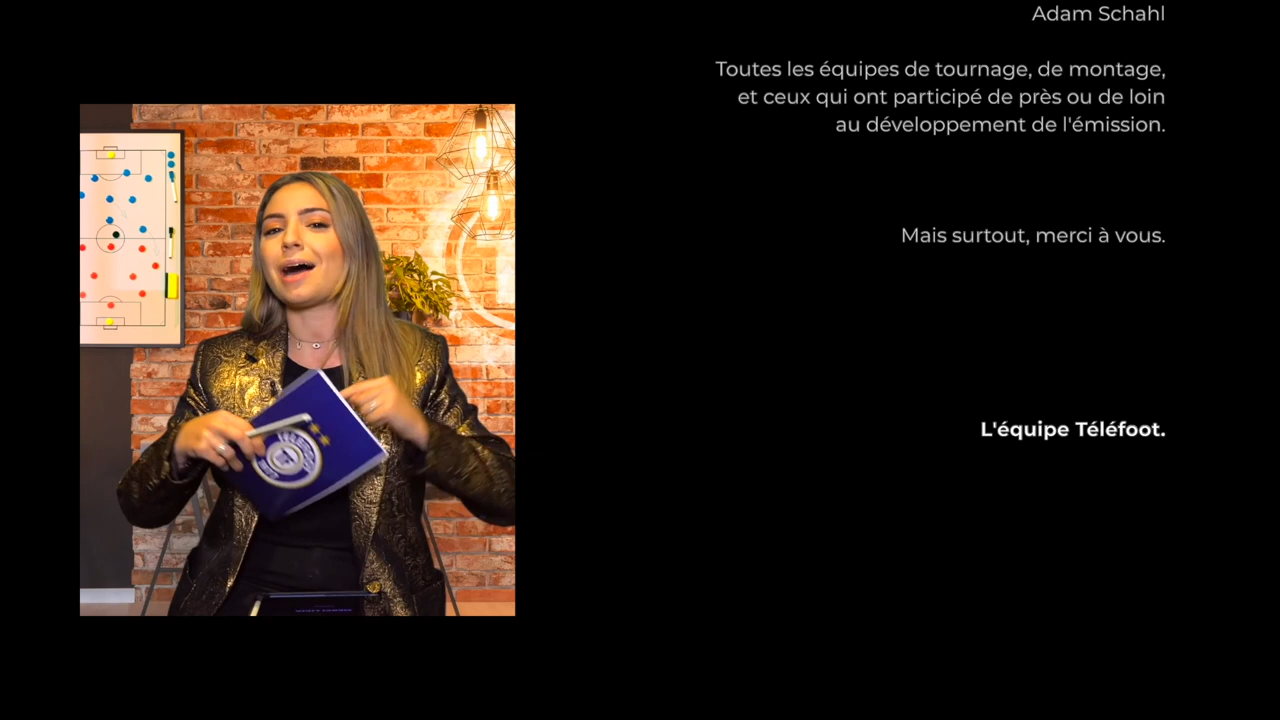 Adam Schahl
Toutes les équipes de tournage, de montage,
et ceux qui ont participé de près ou de loin
au développement de l'émission.
Mais surtout, merci à vous.
L'équipe Téléfoot.